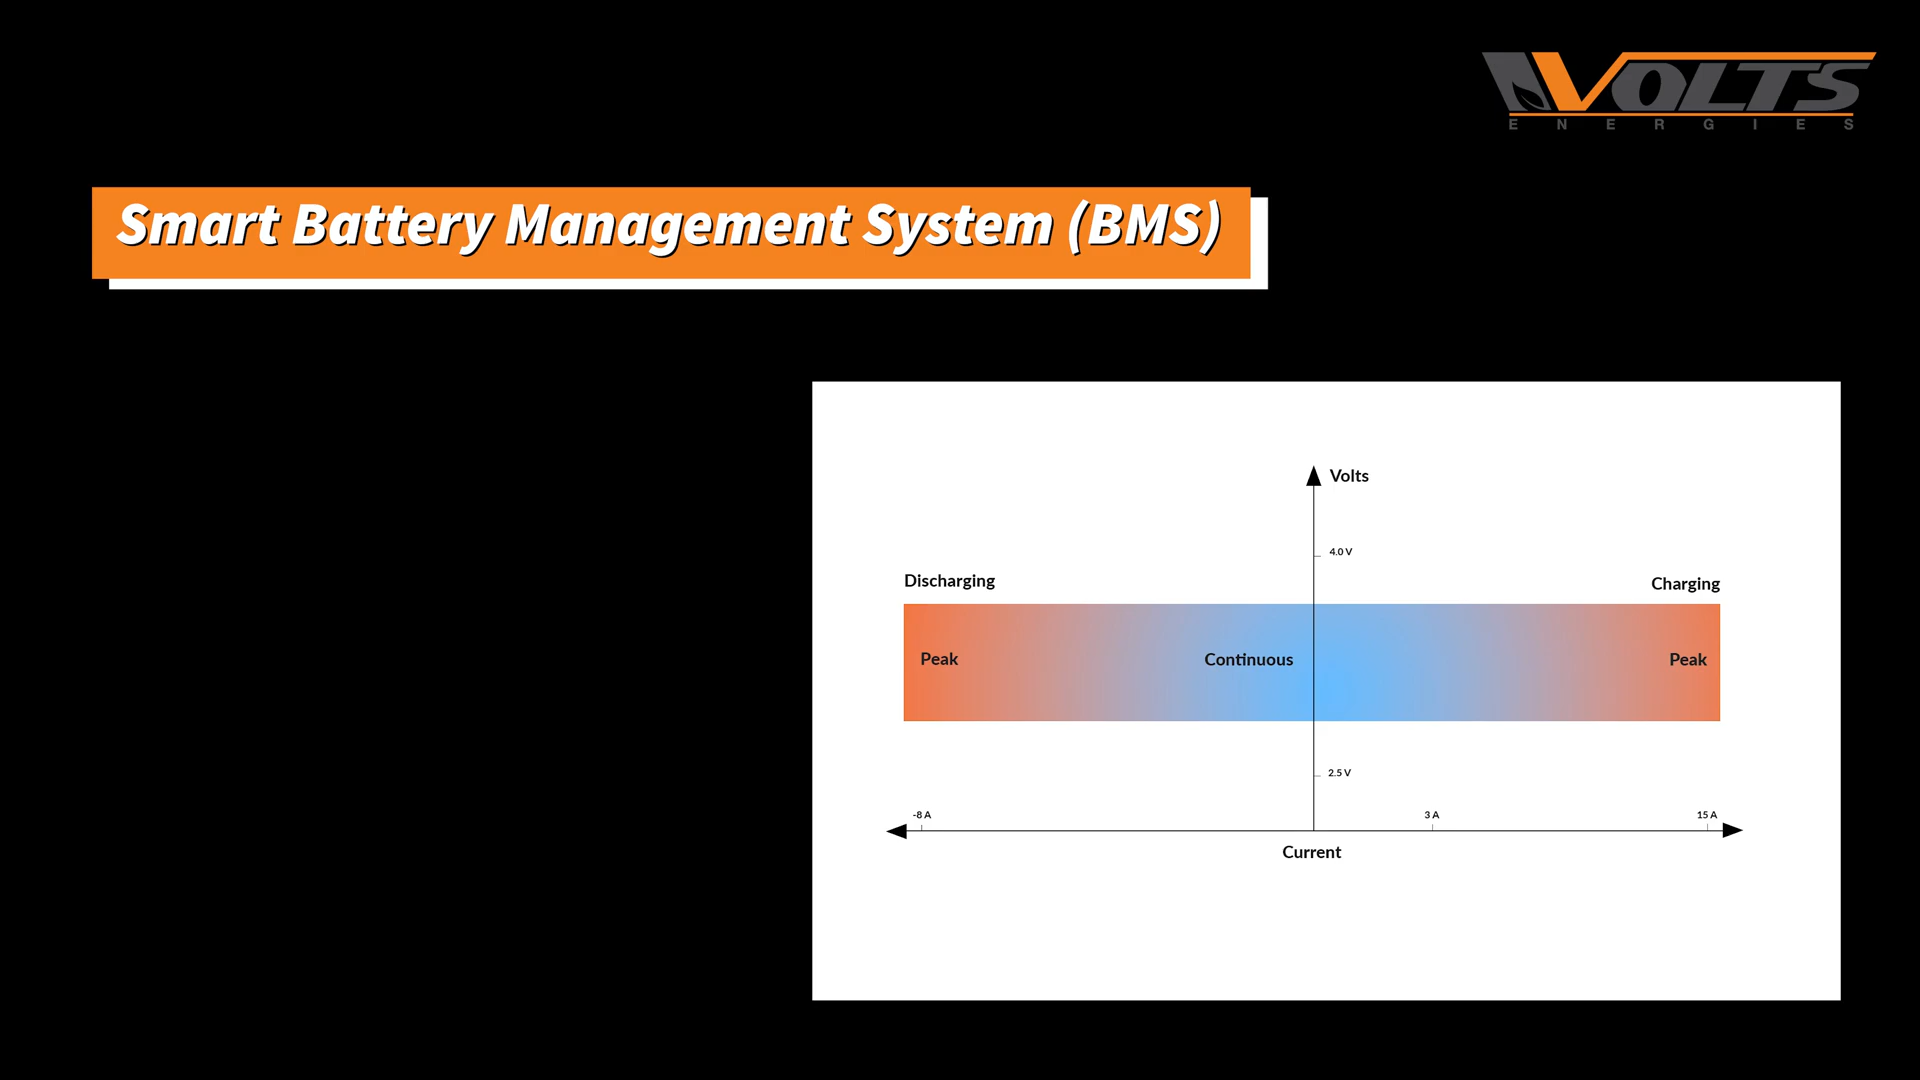 VOLTS
ENERGIES
Smart Battery Management System (BMS)
Volts
4.0 V
Discharging
Charging
Peak
Continuous
Peak
2.5 V
-8 A
3 A
15 A
Current